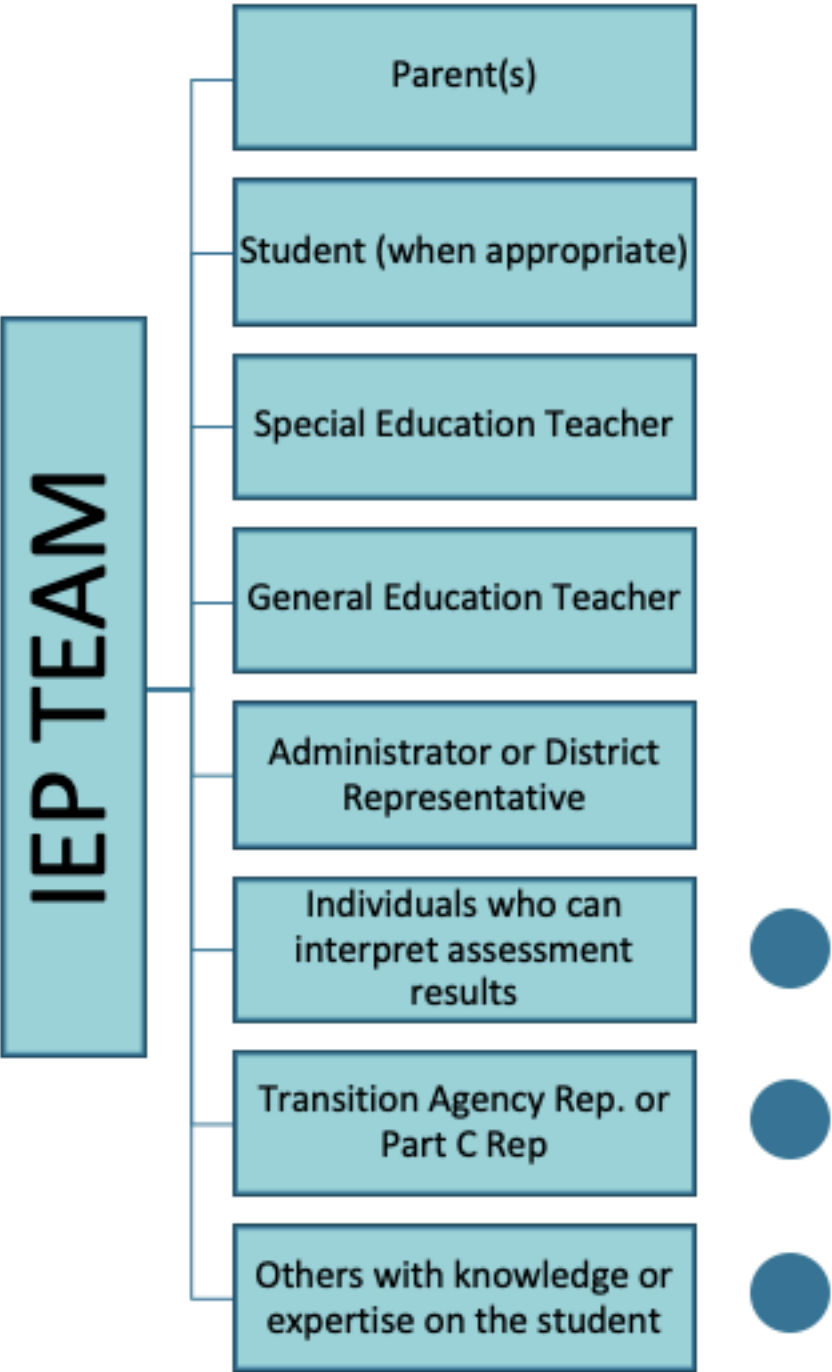 IEP TEAM
Parent(s)
Student (when appropriate)
Special Education Teacher
General Education Teacher
Administrator or District
Representative
Individuals who can
interpret assessment
results
Transition Agency Rep. or
Part C Rep
Others with knowledge or
expertise on the student